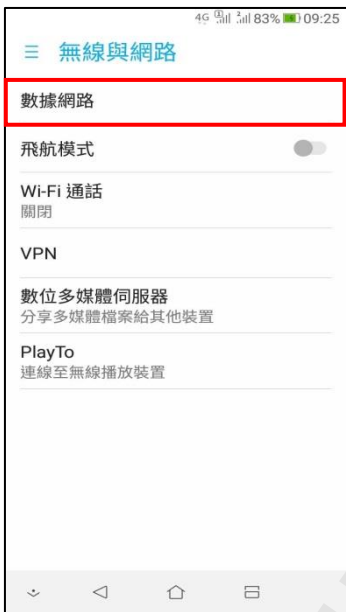 4G 83% 09:25
無線與網路
數據網路
飛航模式
Wi-Fi 通話
關閉
VPN
數位多媒體伺服器
分享多媒體檔案給其他裝置
PlayTo
連線至無線播放裝置